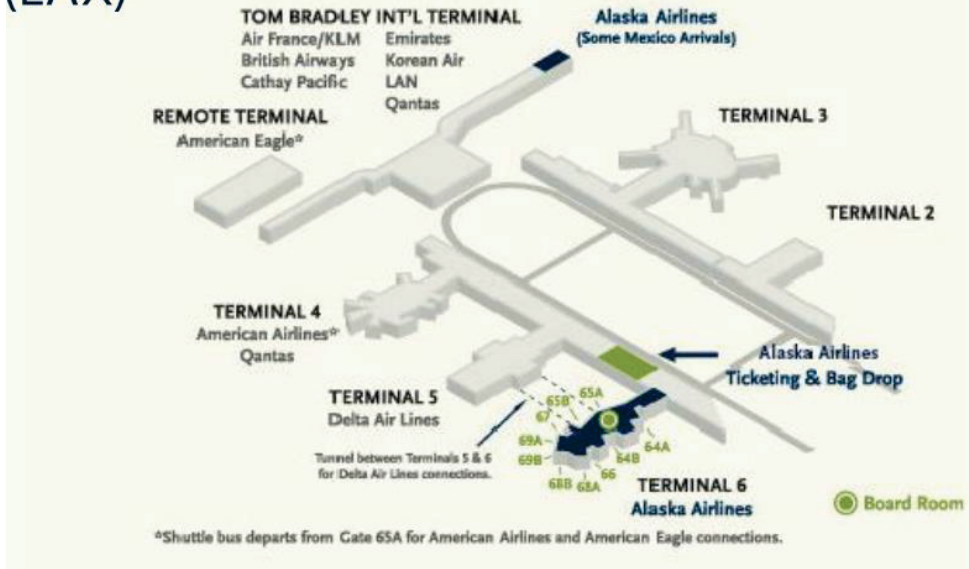 (LAX)
TOM BRADLEY INT'L TERMINAL
Air France/KLM
British Airways
Cathay Pacific
Emirates
Korean Air
LAN
Qantas
Alaska Airlines
(Some Mexico Arrivals)
REMOTE TERMINAL
American Eagle*
TERMINAL 3
TERMINAL 2
TERMINAL 4
American Airlines*
Qantas
Alaska Airlines
Ticketing & Bag Drop
TERMINAL 5
Delta Air Lines
Tunnel between Terminals 5 & 6
for Delta Air Lines connections.
65A
65B
67
69A
69B
68B
68A
66
64B
64A
TERMINAL 6
Alaska Airlines
Board Room
*Shuttle bus departs from Gate 65A for American Airlines and American Eagle connections.